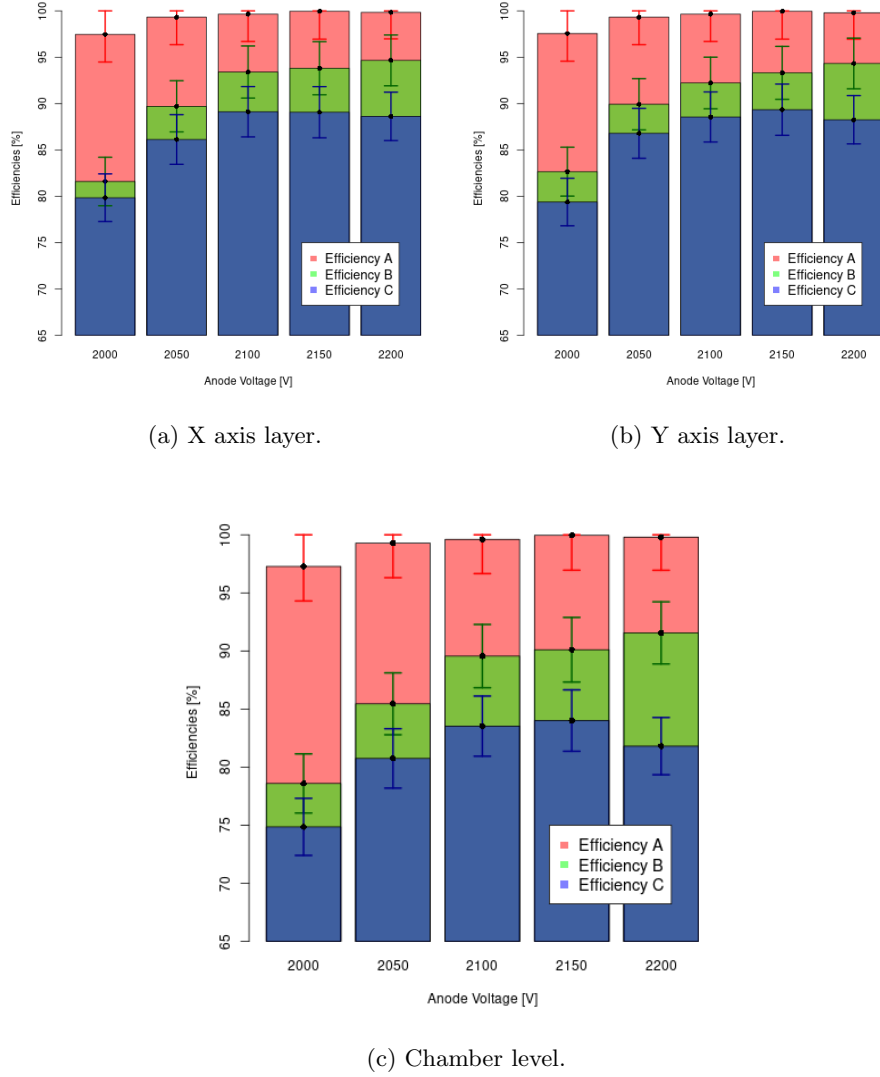 100
95
90
85
80
75
70
65
Efficiencies [%]
Efficiency A
Efficiency B
Efficiency C
2000 2050 2100 2150 2200
Anode Voltage [V]
(a) X axis layer.
100
95
90
85
80
75
70
65
Efficiencies [%]
Efficiency A
Efficiency B
Efficiency C
2000 2050 2100 2150 2200
Anode Voltage [V]
(b) Y axis layer.
100
95
90
85
80
75
70
65
Efficiencies [%]
Efficiency A
Efficiency B
Efficiency C
2000 2050 2100 2150 2200
Anode Voltage [V]
(c) Chamber level.